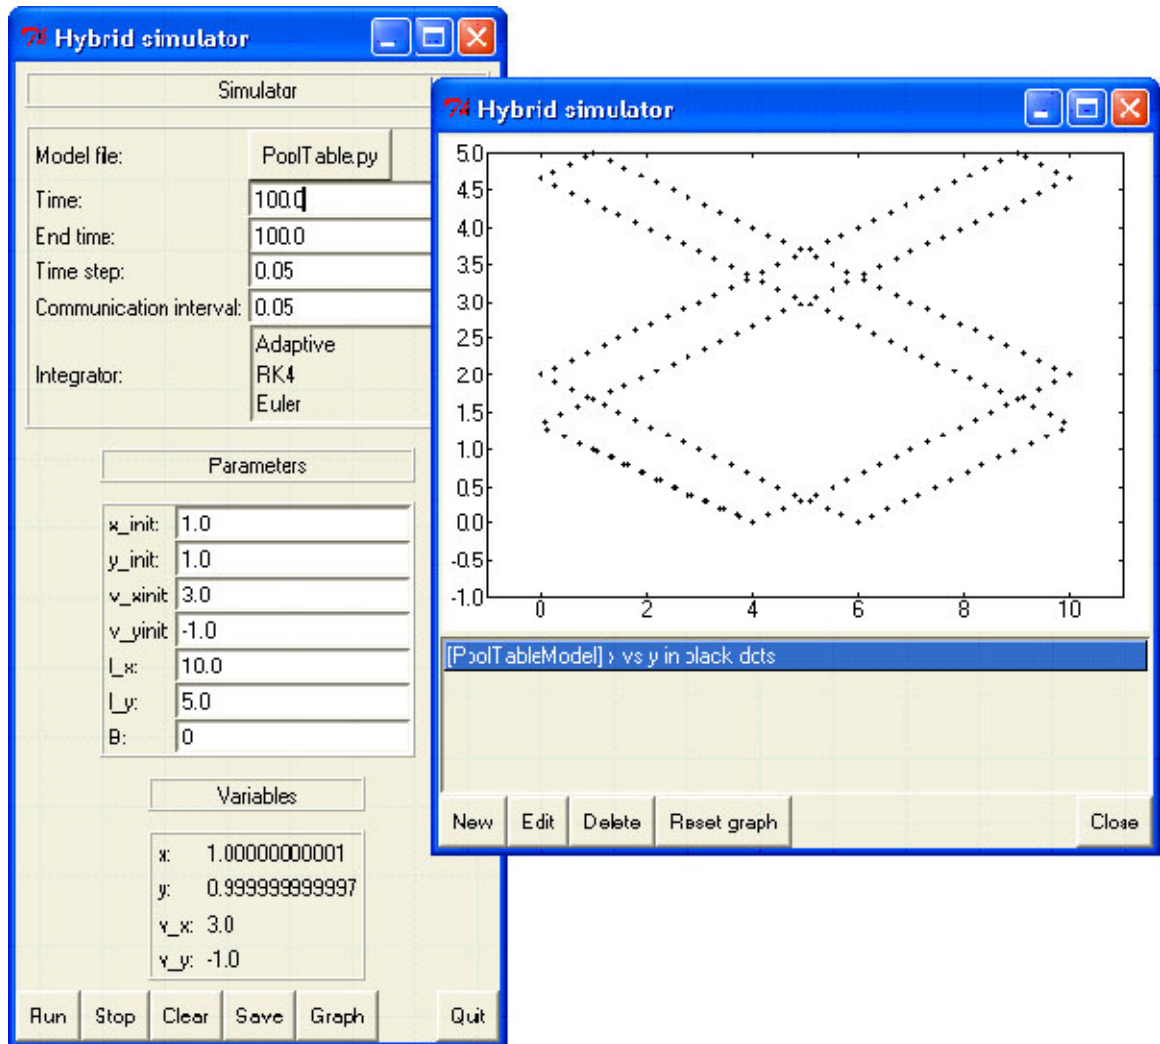 Hybrid simulator
Simulator
Model file: PoolTable.py
Time: 100.0
End time: 100.0
Time step: 0.05
Communication interval: 0.05
Integrator:
Adaptive
RK4
Euler
Parameters
x_init: 1.0
y_init: 1.0
v_xinit 3.0
v_yinit -1.0
l_x: 10.0
l_y: 5.0
B: 0
Variables
x: 1.00000000001
y: 0.999999999997
v_x: 3.0
v_y: -1.0
Run Stop Clear Save Graph Quit
Hybrid simulator
5.0
4.5
4.0
3.5
3.0
2.5
2.0
1.5
1.0
0.5
0.0
-0.5
-1.0
0 2 4 6 8 10
[PoolTableModel] x vs y in black dots
New Edit Delete Reset graph Close